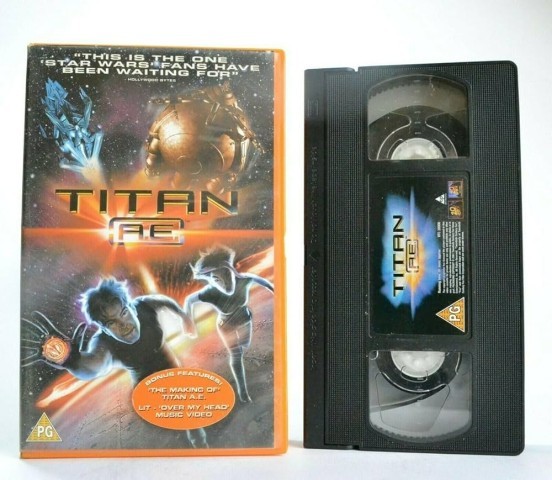 "THIS IS THE ONE
'STAR WARS' FANS HAVE
BEEN WAITING FOR"
- HOLLYWOOD BYTES
TITAN
A.E.
BONUS FEATURES!
'THE MAKING OF'
TITAN A.E.
LIT - 'OVER MY HEAD'
MUSIC VIDEO
PG
TITAN
A.E.
PG